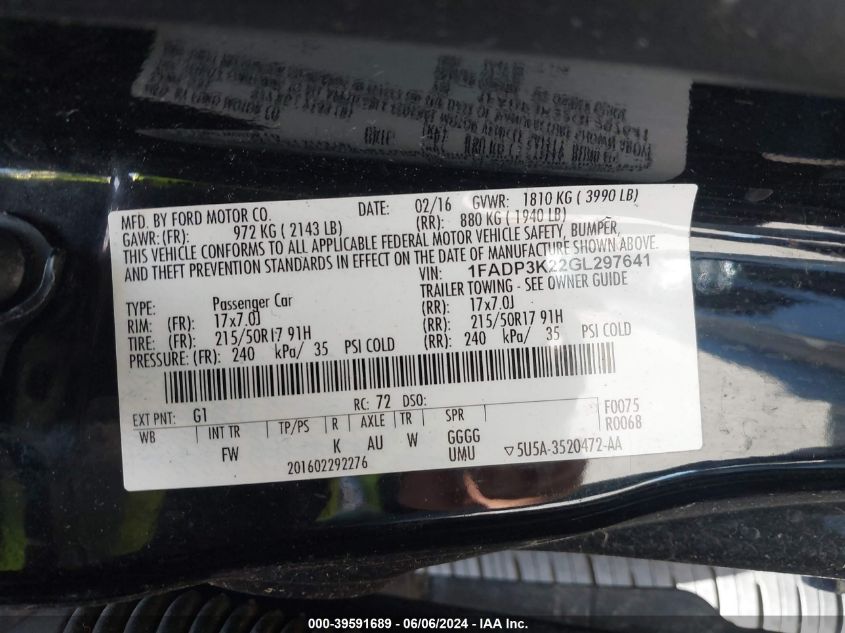 MFD. BY FORD MOTOR CO. DATE: 02/16 GVWR: 1810 KG ( 3990 LB)
GAWR: (FR): 972 KG ( 2143 LB) (RR): 880 KG ( 1940 LB)
THIS VEHICLE CONFORMS TO ALL APPLICABLE FEDERAL MOTOR VEHICLE SAFETY, BUMPER,
AND THEFT PREVENTION STANDARDS IN EFFECT ON THE DATE OF MANUFACTURE SHOWN ABOVE.
VIN: 1FADP3K22GL297641
TRAILER TOWING - SEE OWNER GUIDE
TYPE: Passenger Car
RIM: (FR): 17x7.0J (RR): 17x7.0J
TIRE: (FR): 215/50R17 91H (RR): 215/50R17 91H
PRESSURE: (FR): 240 kPa/ 35 PSI COLD (RR): 240 kPa/ 35 PSI COLD
EXT PNT: G1 RC: 72 DSO: F0075
WB INT TR TP/PS R AXLE TR SPR R0068
FW K AU W GGGG
201602292276 UMU ▽5U5A-3520472-AA
000-39591689 - 06/06/2024 - IAA Inc.